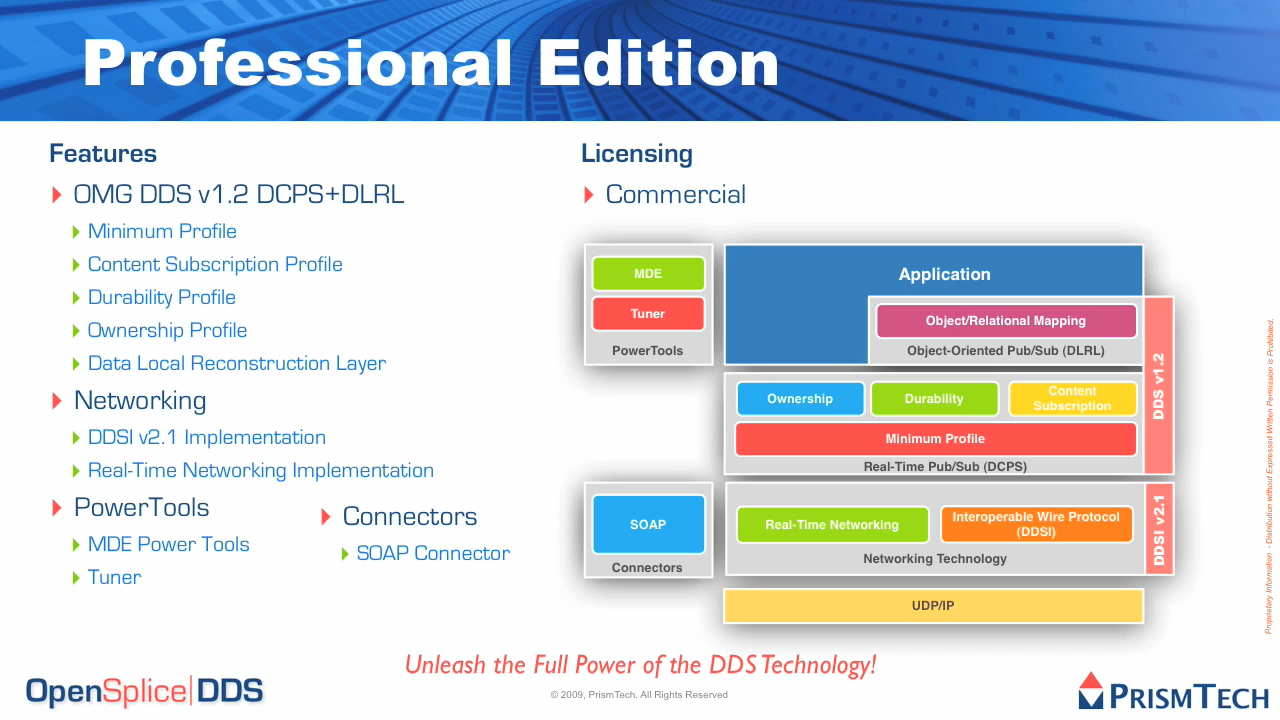 Professional Edition
Features
OMG DDS v1.2 DCPS+DLRL
Minimum Profile
Content Subscription Profile
Durability Profile
Ownership Profile
Data Local Reconstruction Layer
Networking
DDSI v2.1 Implementation
Real-Time Networking Implementation
PowerTools
MDE Power Tools
Tuner
Connectors
SOAP Connector
Licensing
Commercial
MDE
Tuner
PowerTools
Application
Object/Relational Mapping
Object-Oriented Pub/Sub (DLRL)
DDS v1.2
Ownership
Durability
Content
Subscription
Minimum Profile
Real-Time Pub/Sub (DCPS)
SOAP
Connectors
Real-Time Networking
Interoperable Wire Protocol
(DDSI)
Networking Technology
DDSI v2.1
UDP/IP
Proprietary Information - Distribution without Expressed Written Permission is Prohibited.
Unleash the Full Power of the DDS Technology!
OpenSplice|DDS
© 2009, PrismTech. All Rights Reserved
PRISMTECH